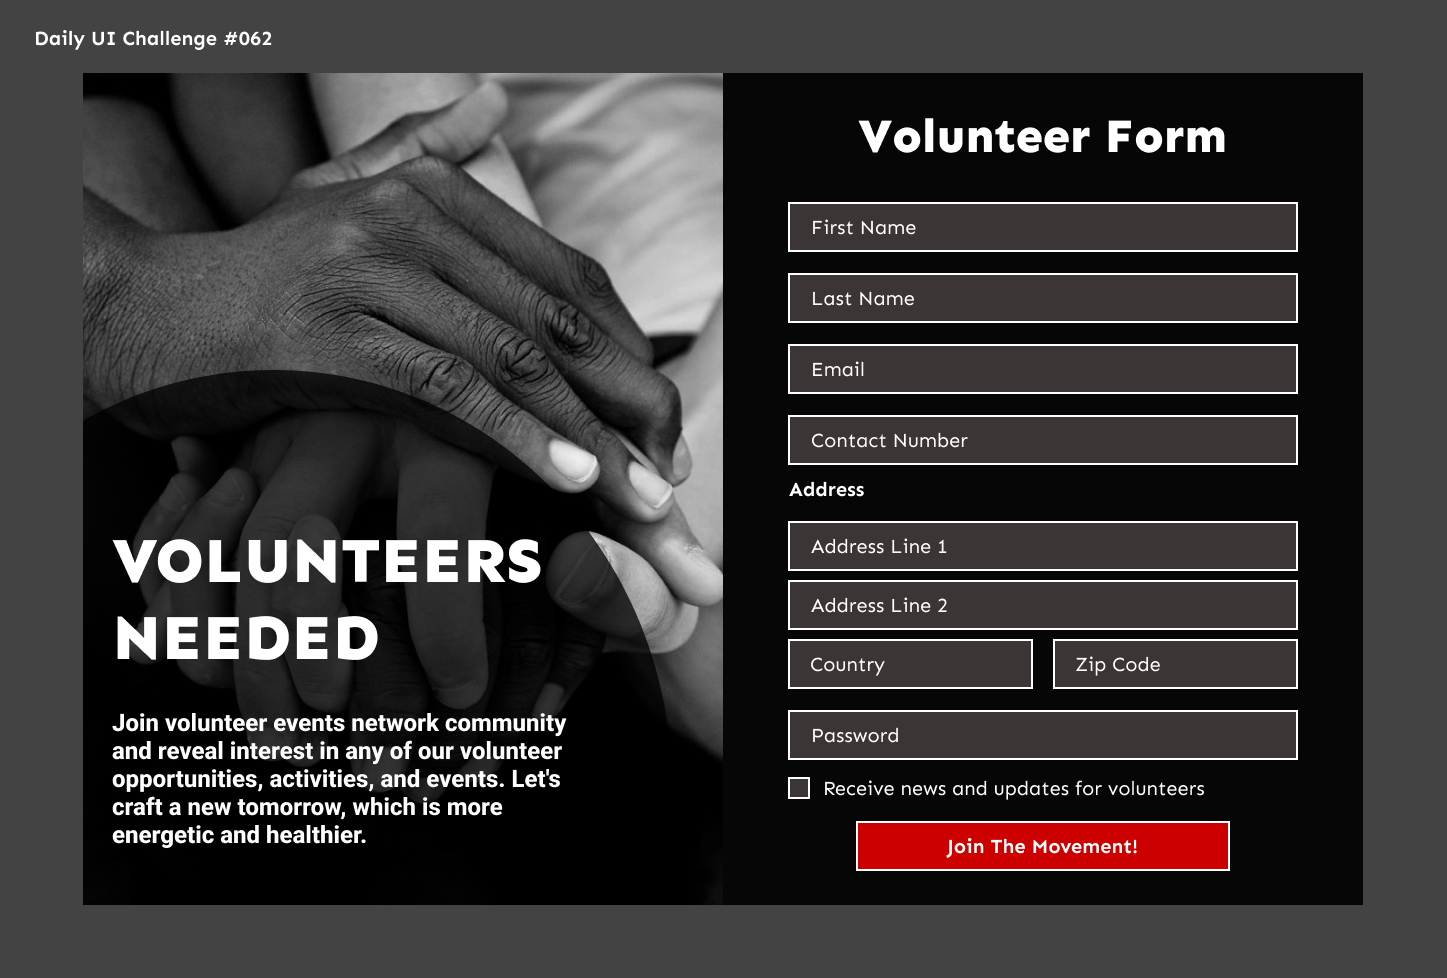 Daily UI Challenge #062
VOLUNTEERS
NEEDED
Join volunteer events network community
and reveal interest in any of our volunteer
opportunities, activities, and events. Let's
craft a new tomorrow, which is more
energetic and healthier.
Volunteer Form
First Name
Last Name
Email
Contact Number
Address
Address Line 1
Address Line 2
Country
Zip Code
Password
Receive news and updates for volunteers
Join The Movement!